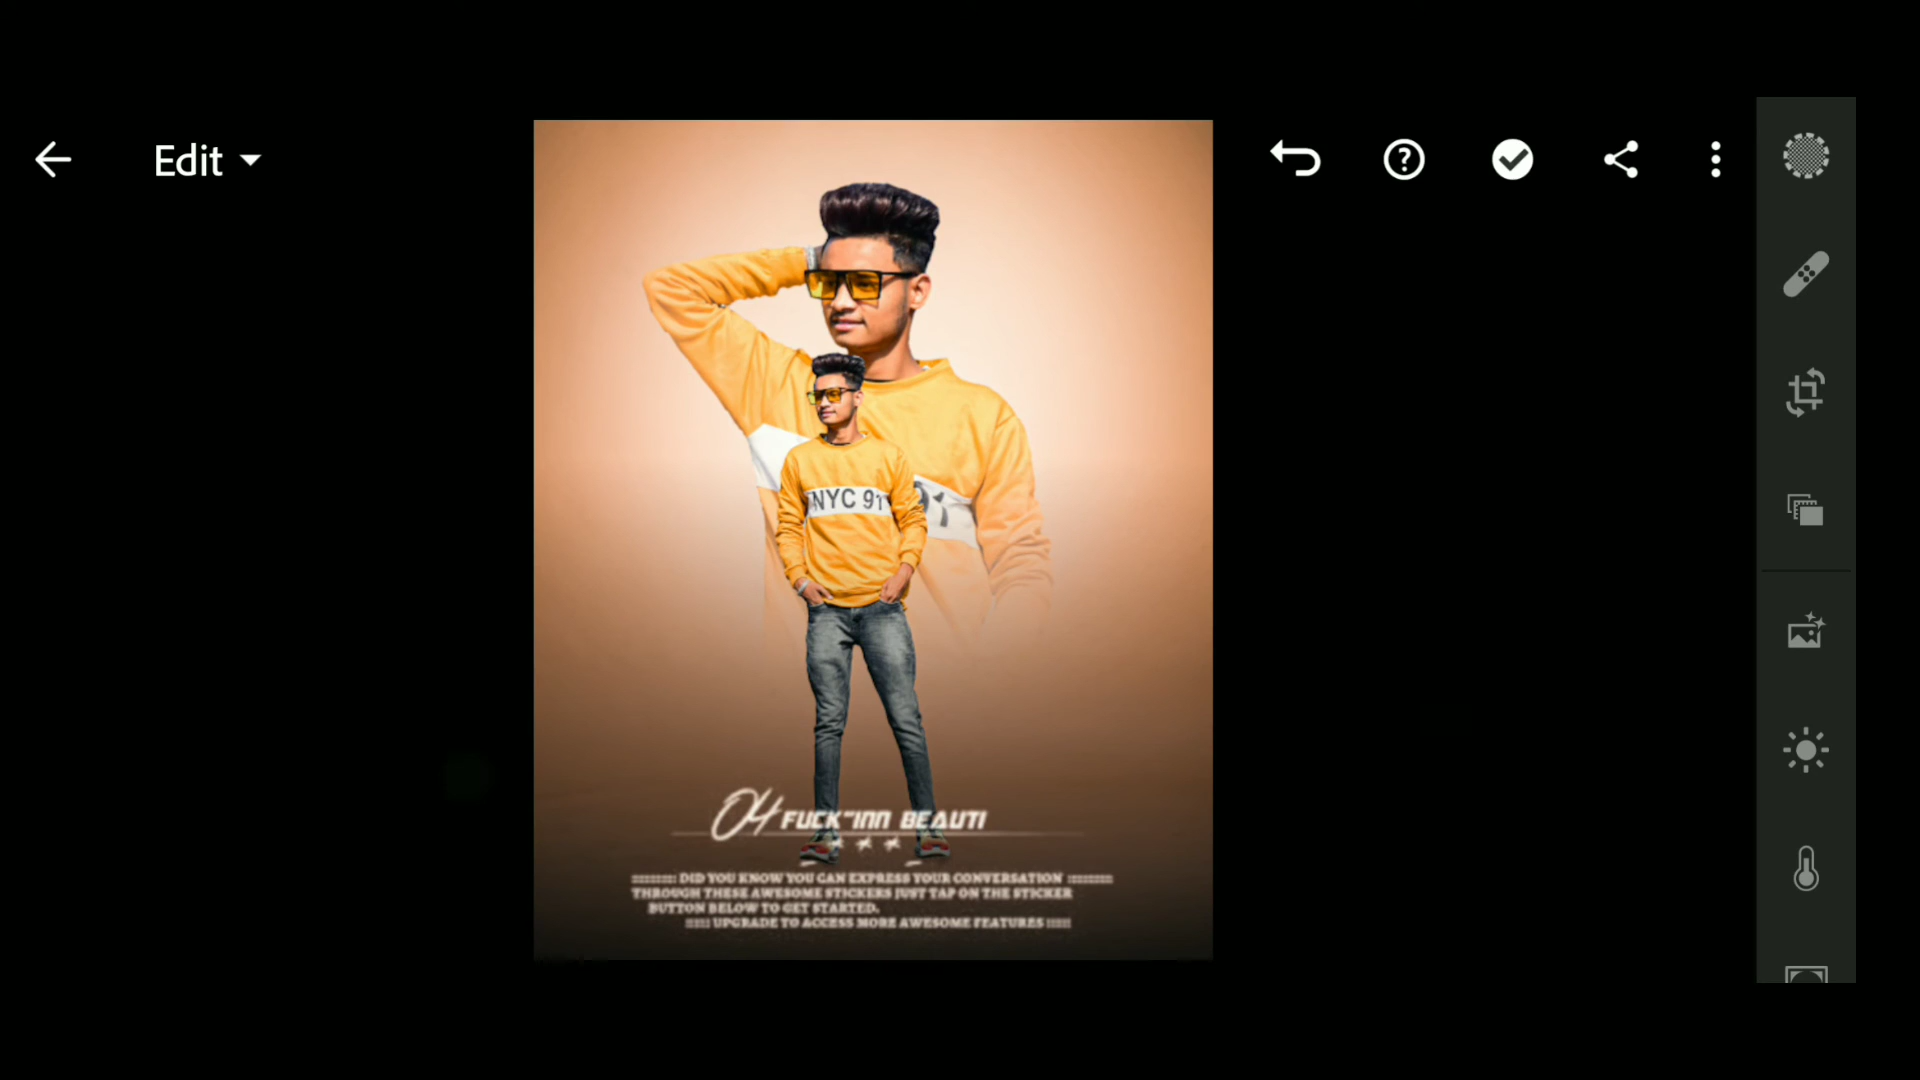 Edit
NYC 91
91
04 FUCK"INN BEAUTI
::::::::: DID YOU KNOW YOU CAN EXPRESS YOUR CONVERSATION :::::::::
THROUGH THESE AWESOME STICKERS JUST TAP ON THE STICKER
BUTTON BELOW TO GET STARTED.
::::: UPGRADE TO ACCESS MORE AWESOME FEATURES :::::